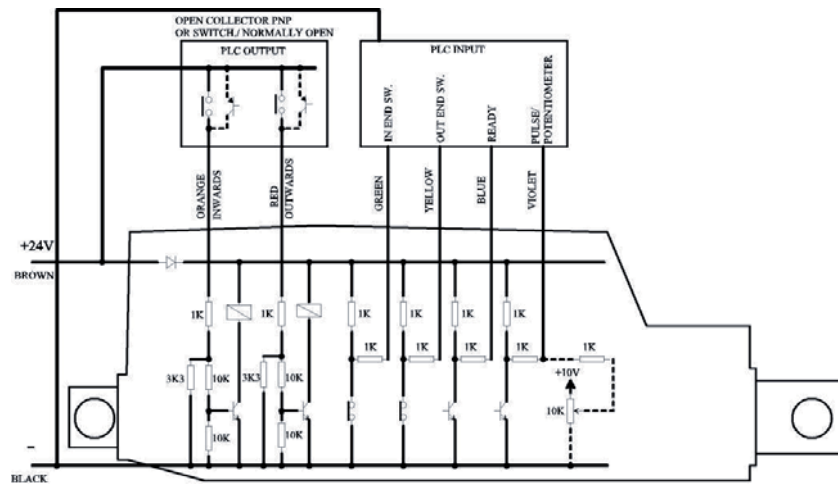 OPEN COLLECTOR PNP
OR SWITCH./ NORMALLY OPEN
PLC OUTPUT
PLC INPUT
IN END SW.
OUT END SW.
READY
PULSE/
POTENTIOMETER
ORANGE
INWARDS
RED
OUTWARDS
GREEN
YELLOW
BLUE
VIOLET
+24V
BROWN
1K
1K
1K
1K
1K
1K
1K
1K
1K
1K
1K
3K3
10K
3K3
10K
+10V
10K
10K
10K
–
BLACK